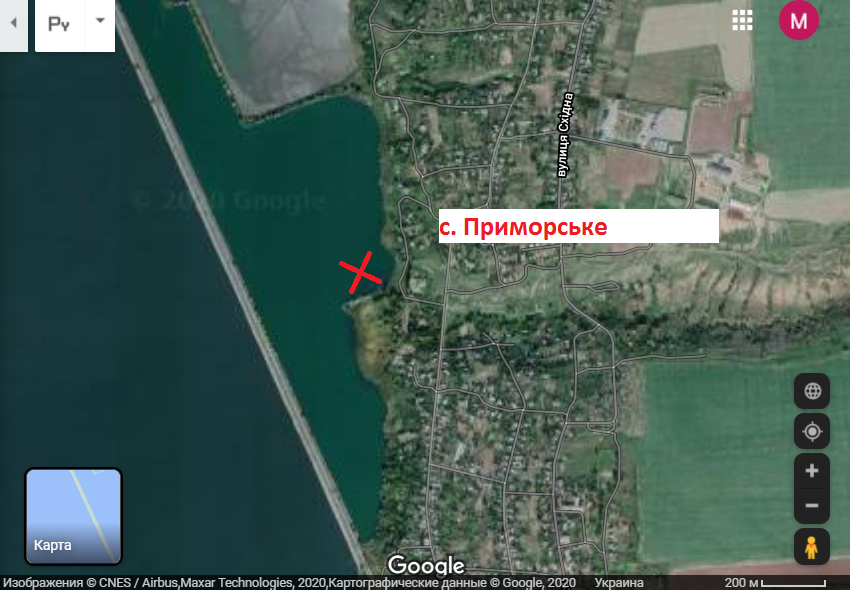 Ру
M
вулиця Східна
© 2020 Google
с. Приморське
Карта
Google
Изображения © CNES / Airbus,Maxar Technologies, 2020,Картографические данные © Google, 2020 Украина 200 м